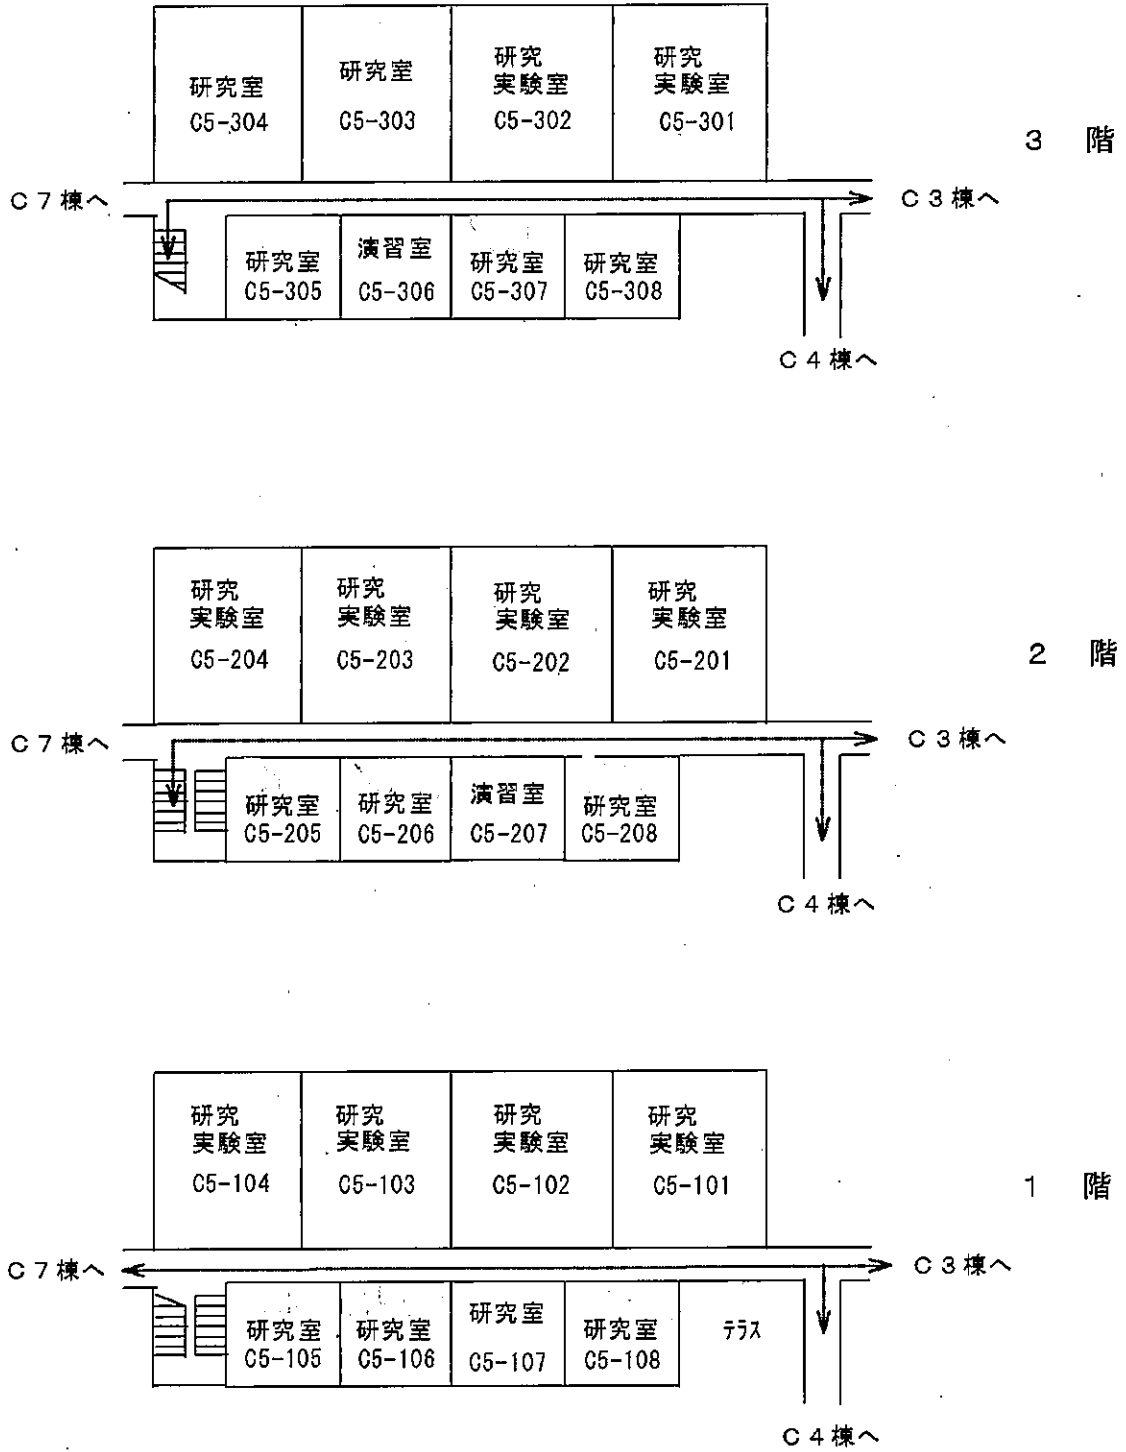 研究室
C5-304
研究室
C5-303
研究
実験室
C5-302
研究
実験室
C5-301
3 階
C7棟へ
C3棟へ
研究室
C5-305
演習室
C5-306
研究室
C5-307
研究室
C5-308
C4棟へ
研究
実験室
C5-204
研究
実験室
C5-203
研究
実験室
C5-202
研究
実験室
C5-201
2 階
C7棟へ
C3棟へ
研究室
C5-205
研究室
C5-206
演習室
C5-207
研究室
C5-208
C4棟へ
研究
実験室
C5-104
研究
実験室
C5-103
研究
実験室
C5-102
研究
実験室
C5-101
1 階
C7棟へ
C3棟へ
研究室
C5-105
研究室
C5-106
研究室
C5-107
研究室
C5-108
テラス
C4棟へ